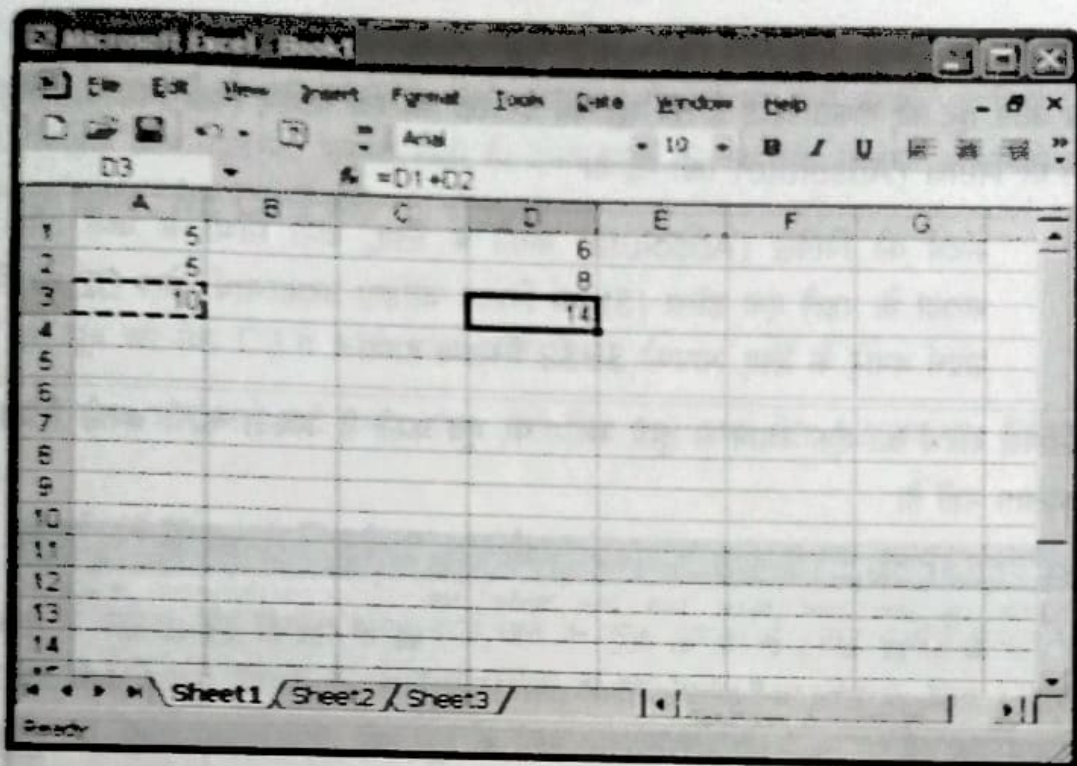 Microsoft Excel - Book1
File Edit View Insert Format Tools Data Window Help
Arial 10 B I U
D3 fx =D1+D2
A B C D E F G
1 5 6
2 5 8
3 10 14
4
5
6
7
8
9
10
11
12
13
14
Sheet1 Sheet2 Sheet3
Ready